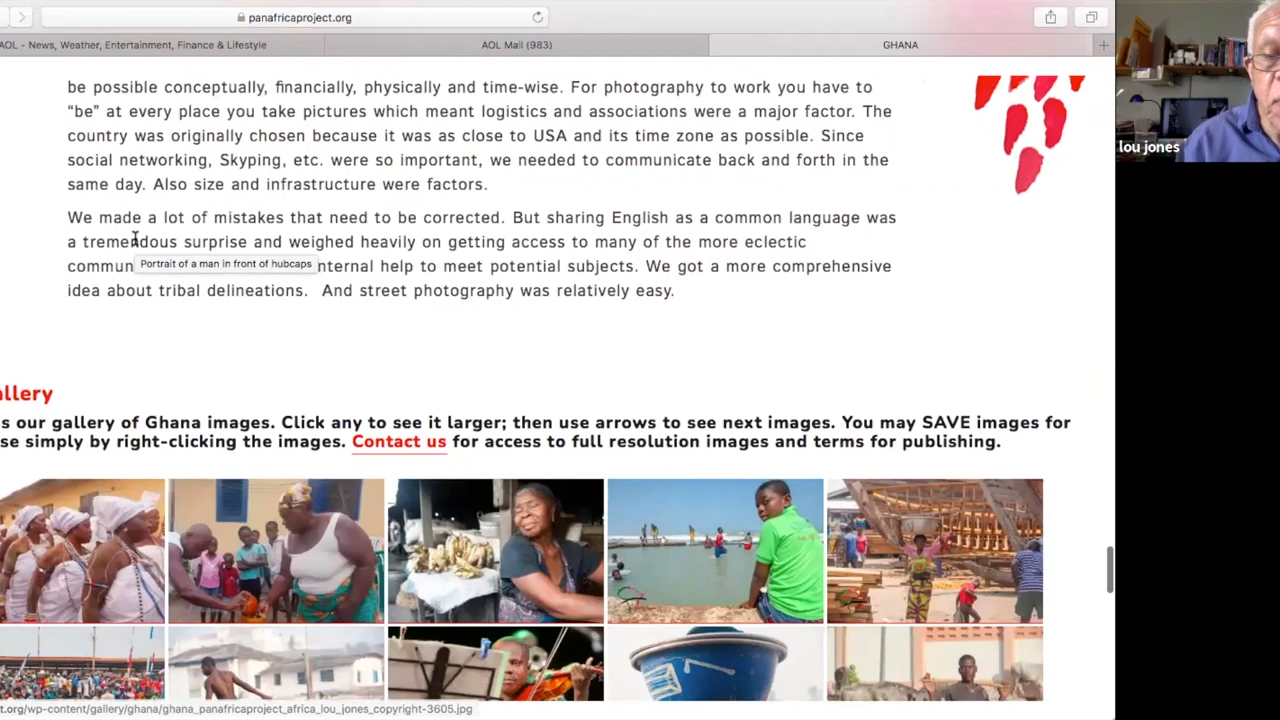 panafricaproject.org
AOL - News, Weather, Entertainment, Finance & Lifestyle
AOL Mail (983)
GHANA
lou jones
be possible conceptually, financially, physically and time-wise. For photography to work you have to
“be” at every place you take pictures which meant logistics and associations were a major factor. The
country was originally chosen because it was as close to USA and its time zone as possible. Since
social networking, Skyping, etc. were so important, we needed to communicate back and forth in the
same day. Also size and infrastructure were factors.
We made a lot of mistakes that need to be corrected. But sharing English as a common language was
a tremendous surprise and weighed heavily on getting access to many of the more eclectic
commun
Portrait of a man in front of hubcaps
nternal help to meet potential subjects. We got a more comprehensive
idea about tribal delineations. And street photography was relatively easy.
allery
s our gallery of Ghana images. Click any to see it larger; then use arrows to see next images. You may SAVE images for
se simply by right-clicking the images. Contact us for access to full resolution images and terms for publishing.
ct.org/wp-content/gallery/ghana/ghana_panafricaproject_africa_lou_jones_copyright-3605.jpg